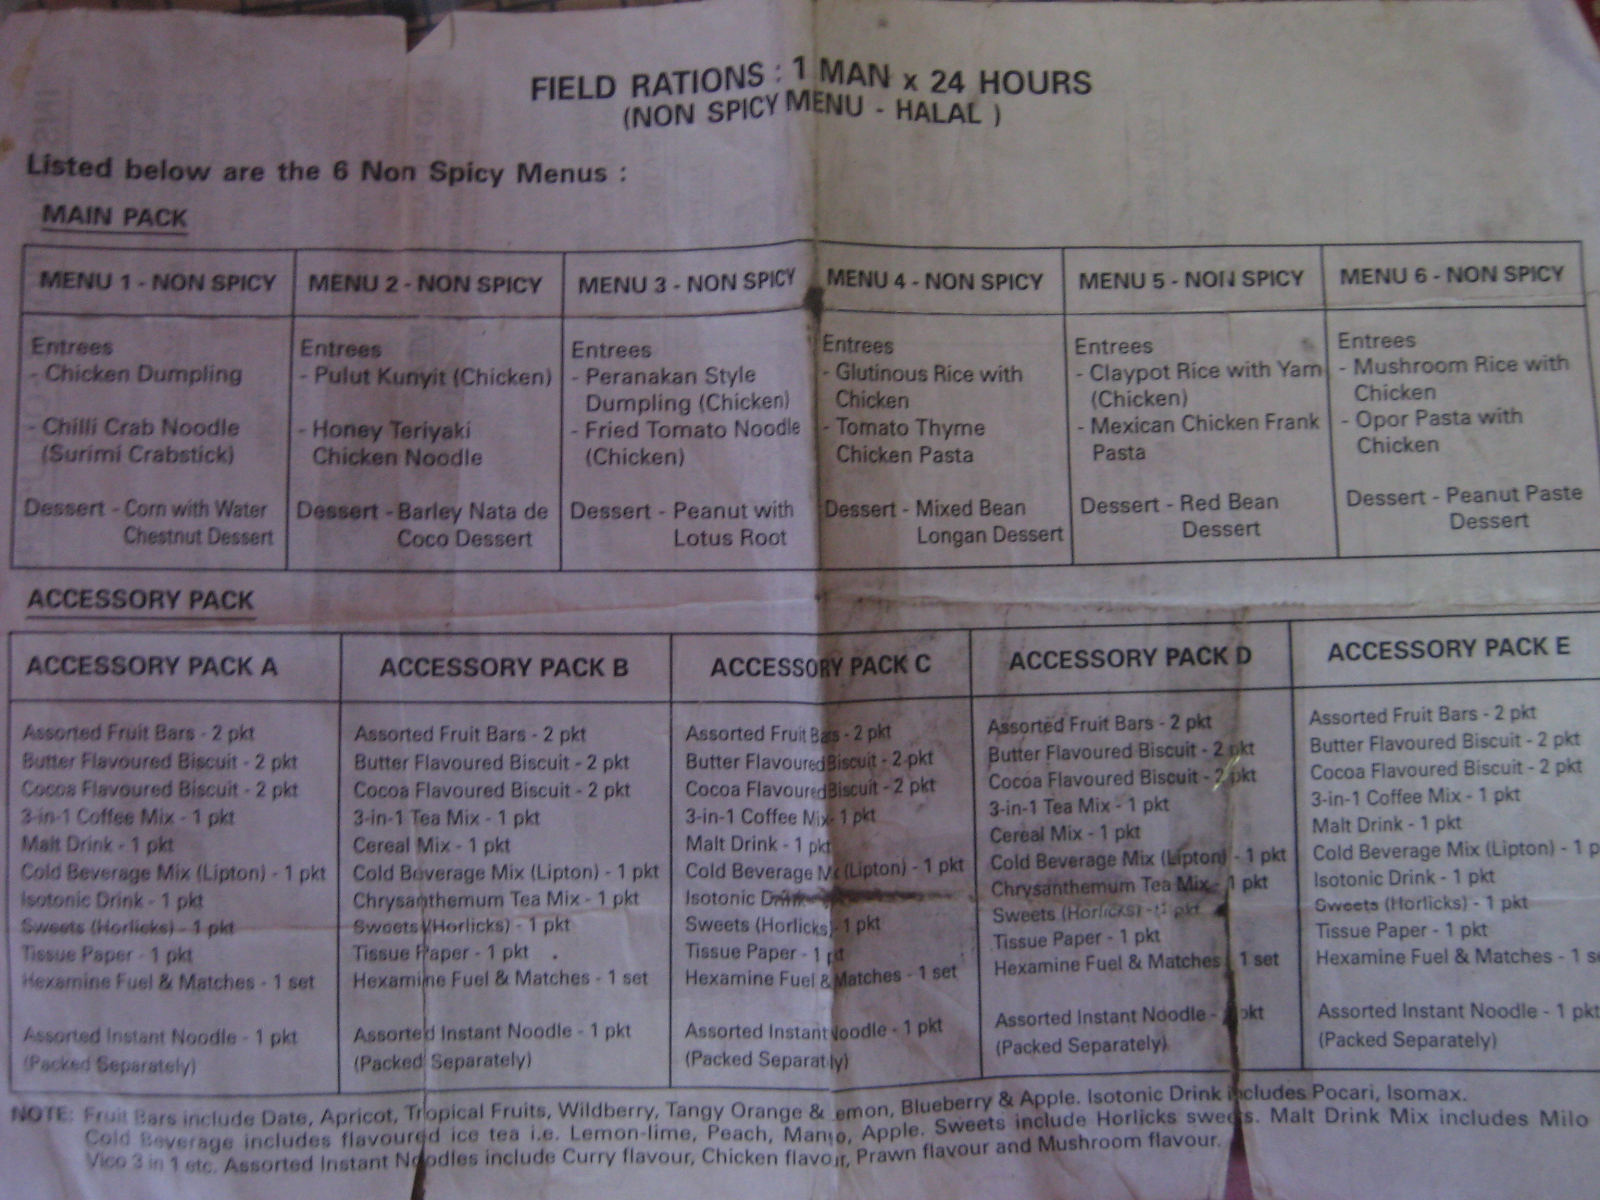 FIELD RATIONS : 1 MAN x 24 HOURS
(NON SPICY MENU - HALAL )
Listed below are the 6 Non Spicy Menus :
MAIN PACK
MENU 1 - NON SPICY
Entrees
- Chicken Dumpling
- Chilli Crab Noodle
(Surimi Crabstick)
Dessert - Corn with Water
Chestnut Dessert
MENU 2 - NON SPICY
Entrees
- Pulut Kunyit (Chicken)
- Honey Teriyaki
Chicken Noodle
Dessert - Barley Nata de
Coco Dessert
MENU 3 - NON SPICY
Entrees
- Peranakan Style
Dumpling (Chicken)
- Fried Tomato Noodle
(Chicken)
Dessert - Peanut with
Lotus Root
MENU 4 - NON SPICY
Entrees
- Glutinous Rice with
Chicken
- Tomato Thyme
Chicken Pasta
Dessert - Mixed Bean
Longan Dessert
MENU 5 - NON SPICY
Entrees
- Claypot Rice with Yam
(Chicken)
- Mexican Chicken Frank
Pasta
Dessert - Red Bean
Dessert
MENU 6 - NON SPICY
Entrees
- Mushroom Rice with
Chicken
- Opor Pasta with
Chicken
Dessert - Peanut Paste
Dessert
ACCESSORY PACK
ACCESSORY PACK A
Assorted Fruit Bars - 2 pkt
Butter Flavoured Biscuit - 2 pkt
Cocoa Flavoured Biscuit - 2 pkt
3-in-1 Coffee Mix - 1 pkt
Malt Drink - 1 pkt
Cold Beverage Mix (Lipton) - 1 pkt
Isotonic Drink - 1 pkt
Sweets (Horlicks) - 1 pkt
Tissue Paper - 1 pkt
Hexamine Fuel & Matches - 1 set
Assorted Instant Noodle - 1 pkt
(Packed Separately)
ACCESSORY PACK B
Assorted Fruit Bars - 2 pkt
Butter Flavoured Biscuit - 2 pkt
Cocoa Flavoured Biscuit - 2 pkt
3-in-1 Tea Mix - 1 pkt
Cereal Mix - 1 pkt
Cold Beverage Mix (Lipton) - 1 pkt
Chrysanthemum Tea Mix - 1 pkt
Sweets (Horlicks) - 1 pkt
Tissue Paper - 1 pkt
Hexamine Fuel & Matches - 1 set
Assorted Instant Noodle - 1 pkt
(Packed Separately)
ACCESSORY PACK C
Assorted Fruit Bars - 2 pkt
Butter Flavoured Biscuit - 2 pkt
Cocoa Flavoured Biscuit - 2 pkt
3-in-1 Coffee Mix - 1 pkt
Malt Drink - 1 pkt
Cold Beverage Mix (Lipton) - 1 pkt
Isotonic Drink
Sweets (Horlicks) - 1 pkt
Tissue Paper - 1 pkt
Hexamine Fuel & Matches - 1 set
Assorted Instant Noodle - 1 pkt
(Packed Separately)
ACCESSORY PACK D
Assorted Fruit Bars - 2 pkt
Butter Flavoured Biscuit - 2 pkt
Cocoa Flavoured Biscuit - 2 pkt
3-in-1 Tea Mix - 1 pkt
Cereal Mix - 1 pkt
Cold Beverage Mix (Lipton) - 1 pkt
Chrysanthemum Tea Mix - 1 pkt
Sweets (Horlicks) - 1 pkt
Tissue Paper - 1 pkt
Hexamine Fuel & Matches 1 set
Assorted Instant Noodle - pkt
(Packed Separately)
ACCESSORY PACK E
Assorted Fruit Bars - 2 pkt
Butter Flavoured Biscuit - 2 pkt
Cocoa Flavoured Biscuit - 2 pkt
3-in-1 Coffee Mix - 1 pkt
Malt Drink - 1 pkt
Cold Beverage Mix (Lipton) - 1 p
Isotonic Drink - 1 pkt
Sweets (Horlicks) - 1 pkt
Tissue Paper - 1 pkt
Hexamine Fuel & Matches - 1 se
Assorted Instant Noodle - 1 pkt
(Packed Separately)
NOTE: Fruit Bars include Date, Apricot, Tropical Fruits, Wildberry, Tangy Orange & Lemon, Blueberry & Apple. Isotonic Drink includes Pocari, Isomax.
Cold Beverage includes flavoured ice tea i.e. Lemon-lime, Peach, Mango, Apple. Sweets include Horlicks sweets. Malt Drink Mix includes Milo
Vico 3 in 1 etc. Assorted Instant Noodles include Curry flavour, Chicken flavour, Prawn flavour and Mushroom flavour.